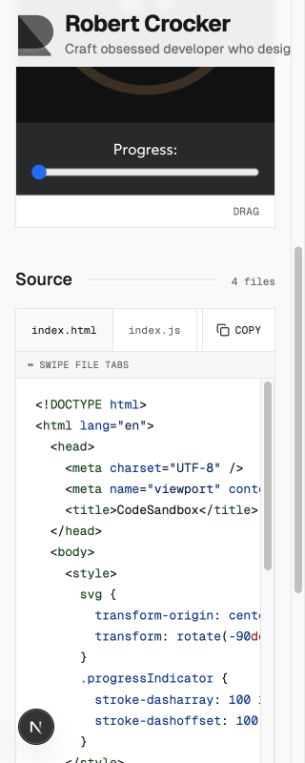 Robert Crocker
Craft obsessed developer who desig
Progress:
DRAG
Source
4 files
index.html
index.js
COPY
↔ SWIPE FILE TABS
<!DOCTYPE html>
<html lang="en">
<head>
<meta charset="UTF-8" />
<meta name="viewport" conte
<title>CodeSandbox</title>
</head>
<body>
<style>
svg {
transform-origin: cente
transform: rotate(-90de
}
.progressIndicator {
stroke-dasharray: 100
stroke-dashoffset: 100
}
</style>
N